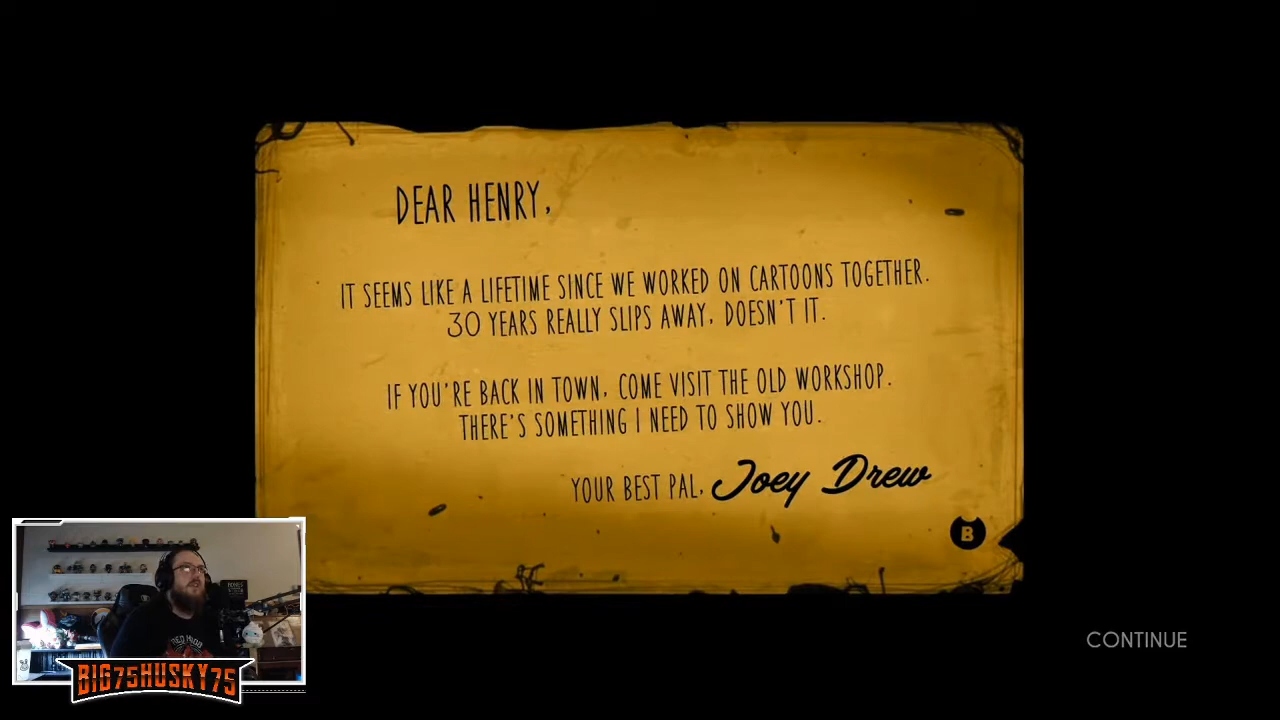 DEAR HENRY,
IT SEEMS LIKE A LIFETIME SINCE WE WORKED ON CARTOONS TOGETHER.
30 YEARS REALLY SLIPS AWAY, DOESN'T IT.
IF YOU'RE BACK IN TOWN, COME VISIT THE OLD WORKSHOP.
THERE'S SOMETHING I NEED TO SHOW YOU.
YOUR BEST PAL, Joey Drew
B
CONTINUE
BIG75HUSKY75